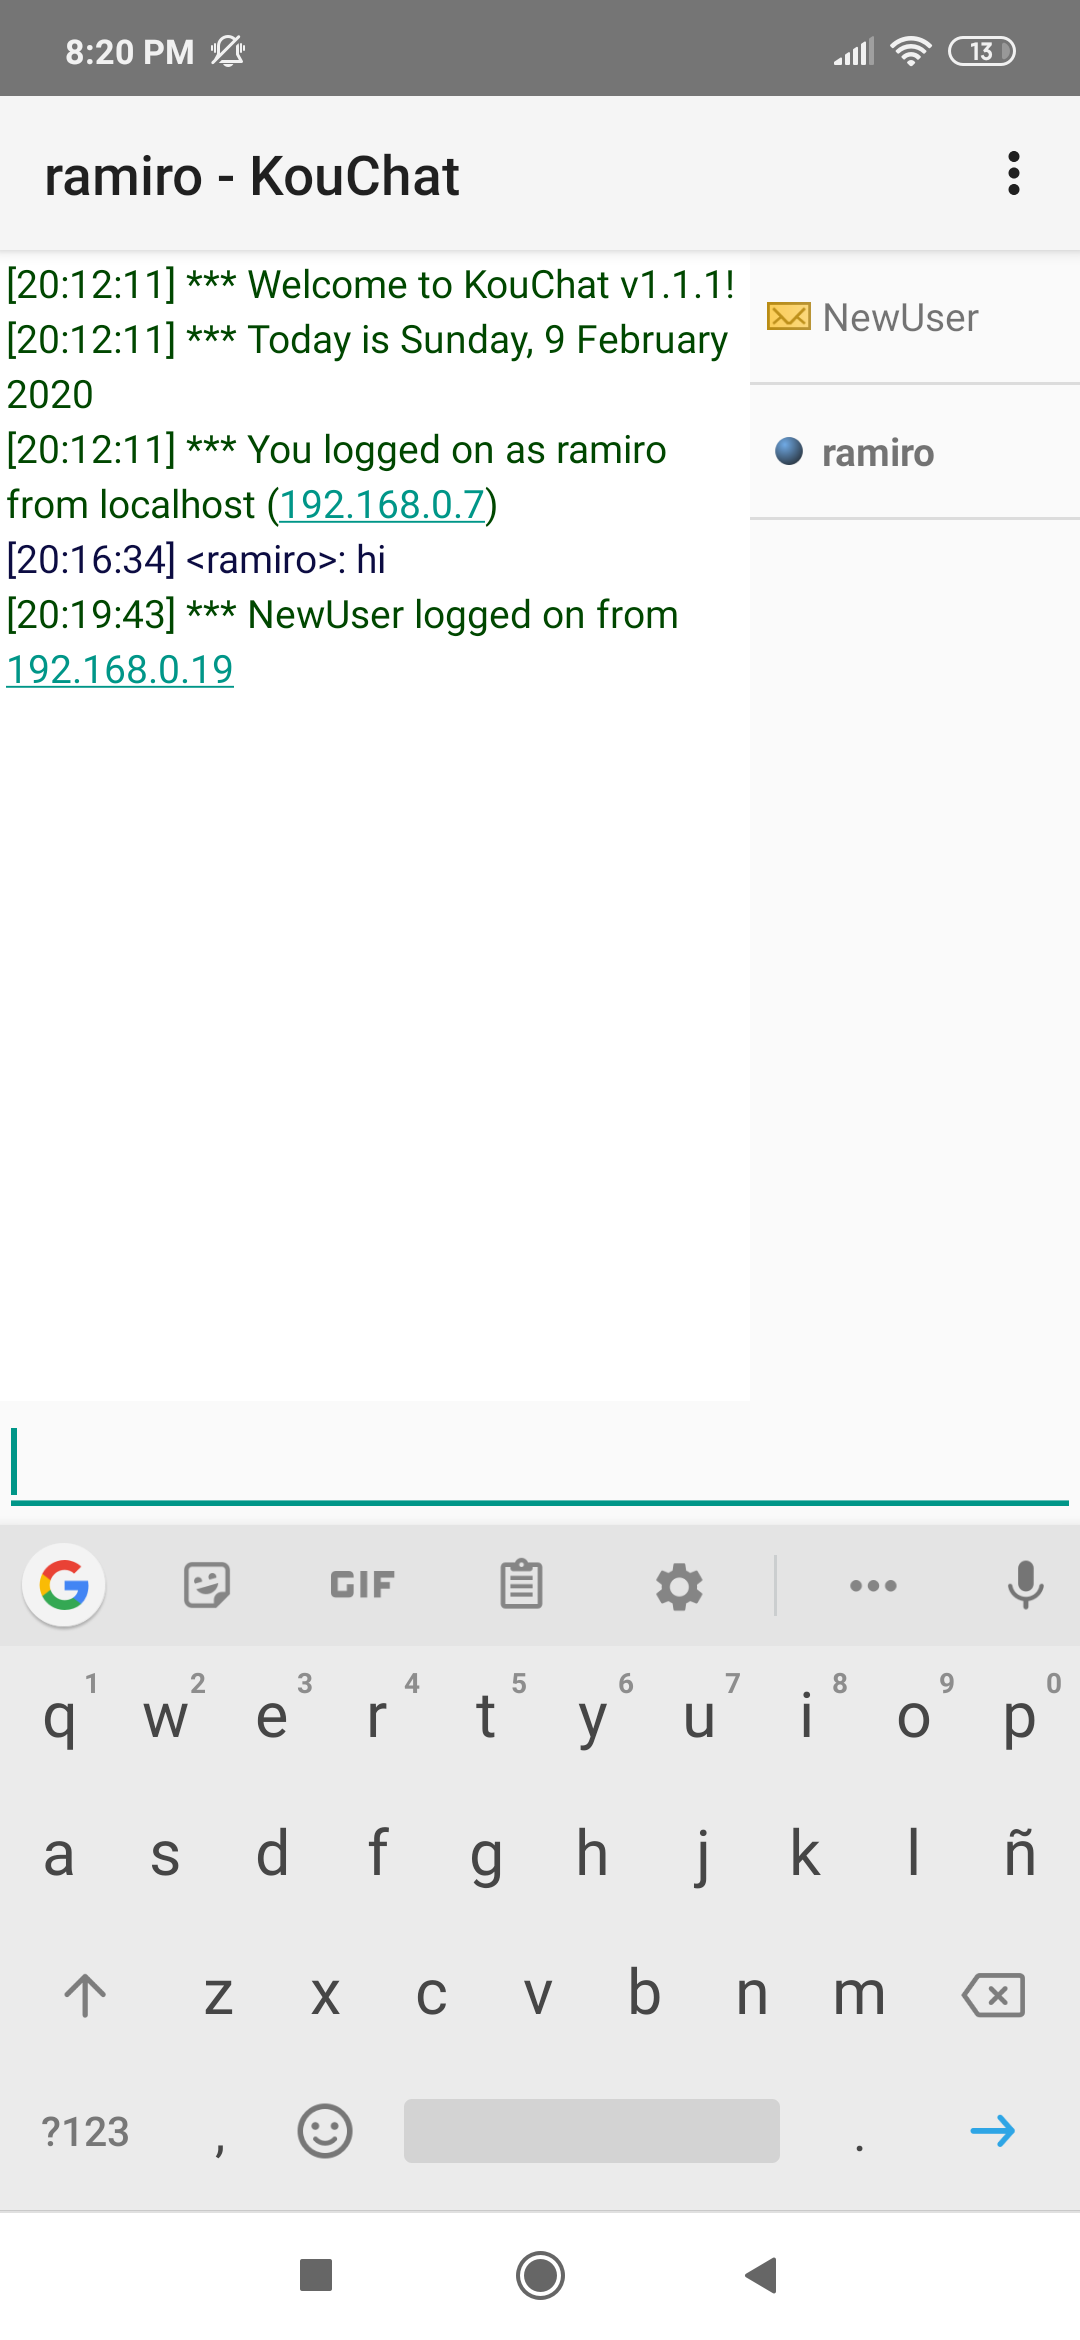 8:20 PM
13
ramiro - KouChat
[20:12:11] *** Welcome to KouChat v1.1.1!
[20:12:11] *** Today is Sunday, 9 February
2020
[20:12:11] *** You logged on as ramiro
from localhost (192.168.0.7)
[20:16:34] <ramiro>: hi
[20:19:43] *** NewUser logged on from
192.168.0.19
NewUser
ramiro
GIF
1 2 3 4 5 6 7 8 9 0
q w e r t y u i o p
a s d f g h j k l ñ
z x c v b n m
?123 , .